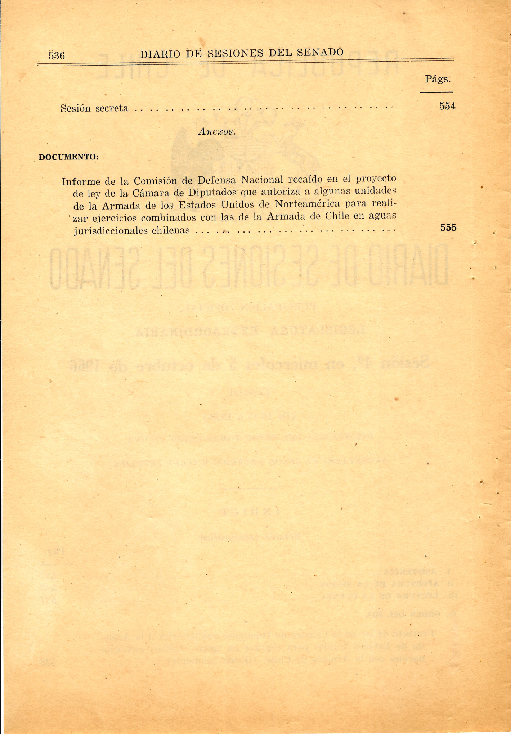 536 DIARIO DE SESIONES DEL SENADO
Págs.
Sesión secreta ........................................ 554
Anexos.
DOCUMENTO:
Informe de la Comisión de Defensa Nacional recaído en el proyecto
de ley de la Cámara de Diputados que autoriza a algunas unidades
de la Armada de los Estados Unidos de Norteamérica para reali-
zar ejercicios combinados con las de la Armada de Chile en aguas
jurisdiccionales chilenas ............................... 555